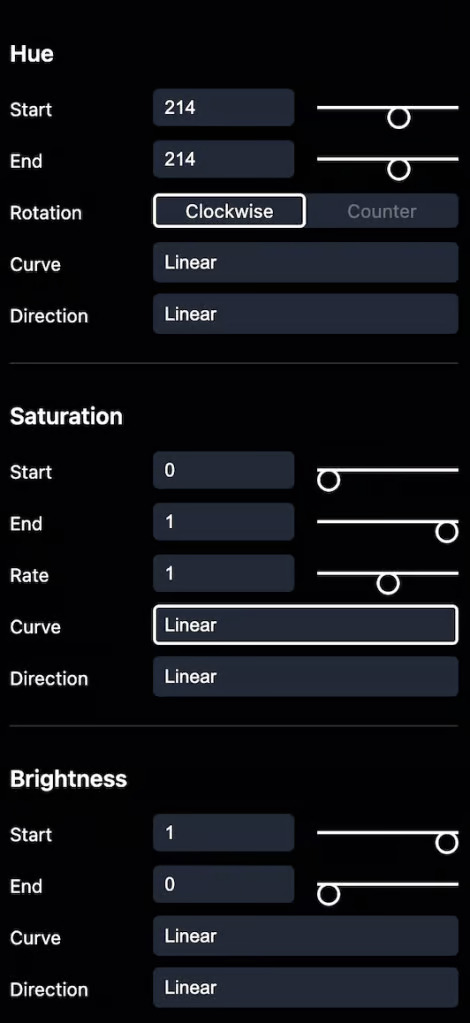 Hue
Start 214
End 214
Rotation Clockwise Counter
Curve Linear
Direction Linear
Saturation
Start 0
End 1
Rate 1
Curve Linear
Direction Linear
Brightness
Start 1
End 0
Curve Linear
Direction Linear